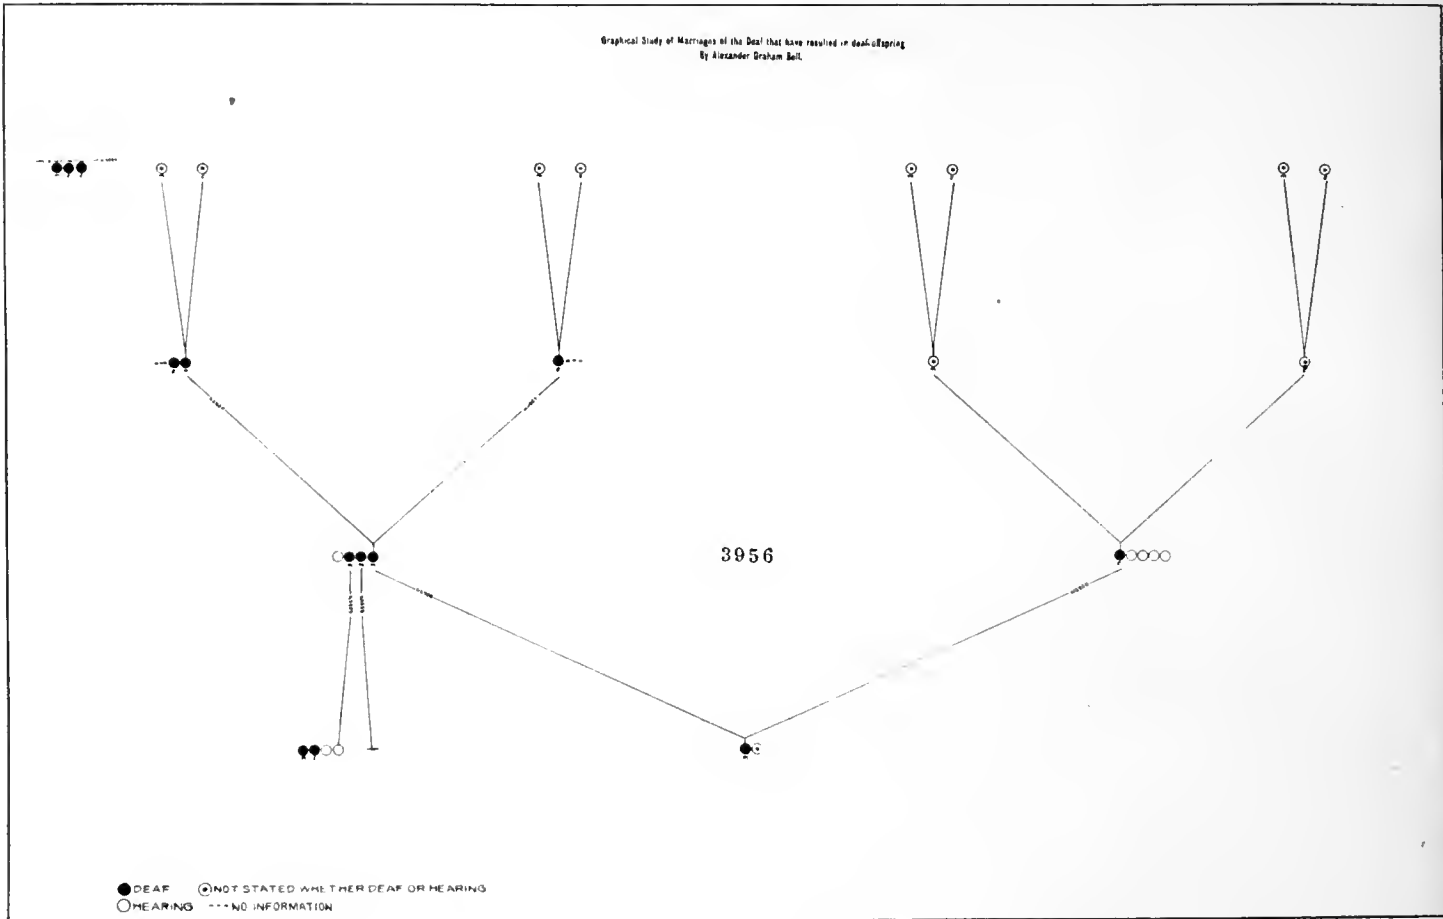 Graphical Study of Marriages of the Deaf that have resulted in deaf offspring
By Alexander Graham Bell.
3956
DEAF NOT STATED WHETHER DEAF OR HEARING
HEARING --- NO INFORMATION